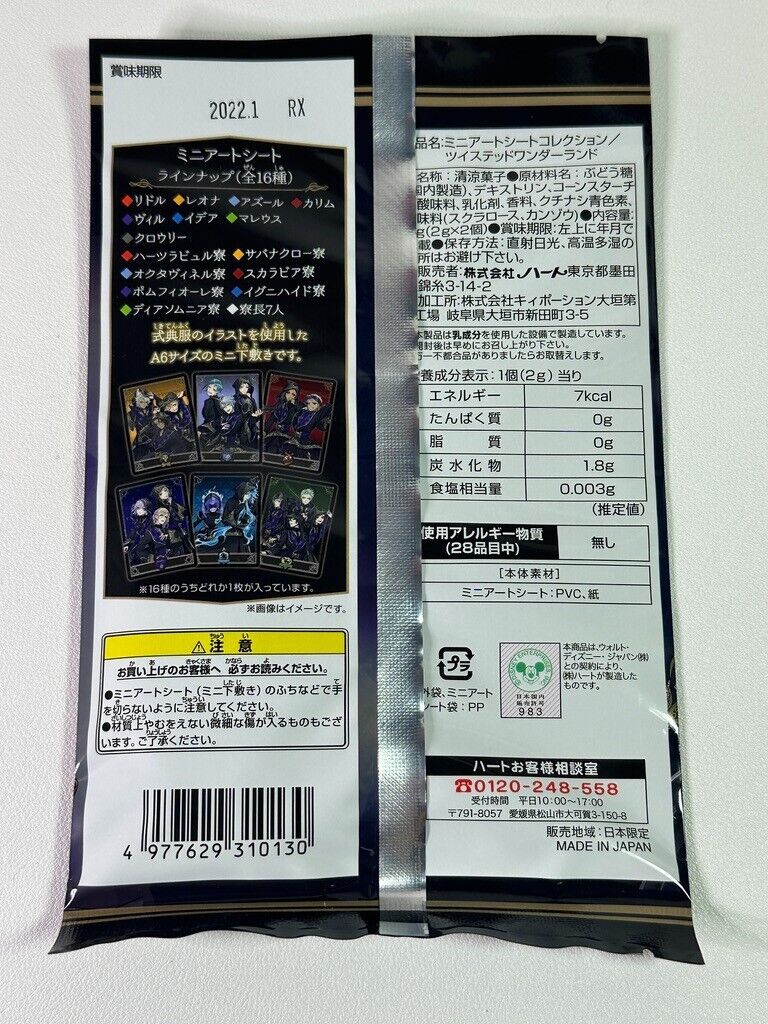 賞味期限
2022.1 RX
ミニアートシート
ラインナップ(全16種)
◆リドル ◆レオナ ◆アズール ◆カリム
◆ヴィル ◆イデア ◆マレウス
◆クロウリー
◆ハーツラビュル寮 ◆サバナクロー寮
◆オクタヴィネル寮 ◆スカラビア寮
◆ポムフィオーレ寮 ◆イグニハイド寮
◆ディアソムニア寮 ◆寮長7人
式典服のイラストを使用した
A6サイズのミニ下敷きです。
※16種のうちどれか1枚が入っています。
※画像はイメージです。
⚠注意
お買い上げのお客様へ 必ずお読みください。
●ミニアートシート(ミニ下敷き)のふちなどで手
を切らないように注意してください。
●材質上やむをえない微細な傷が入るものもござ
います。ご了承ください。
4 977629 310130
品名:ミニアートシートコレクション/
ツイステッドワンダーランド
名称:清涼菓子●原材料名:ぶどう糖
国内製造)、デキストリン、コーンスターチ
酸味料、乳化剤、香料、クチナシ青色素、
味料(スクラロース、カンゾウ)●内容量:
g(2g×2個)●賞味期限:左上に年月で
載●保存方法:直射日光、高温多湿の
所はお避け下さい。
販売者:株式会社ハート東京都墨田
錦糸3-14-2
加工所:株式会社キィポーション大垣第
工場 岐阜県大垣市新田町3-5
本製品は乳成分を使用した設備で製造しています。
開封後は早めにお召し上がり下さい。
万一不都合品がありましたらお取替えします。
養成分表示:1個(2g)当り
エネルギー 7kcal
たんぱく質 0g
脂質 0g
炭水化物 1.8g
食塩相当量 0.003g
(推定値)
使用アレルギー物質
(28品目中) 無し
[本体素材]
ミニアートシート:PVC、紙
プラ
外袋、ミニアート
シート袋:PP
日本国内
販売許可
983
本商品は、ウォルト・
ディズニー・ジャパン(株)
との契約により、
(株)ハートが製造した
ものです。
ハートお客様相談室
☎0120-248-558
受付時間 平日10:00～17:00
〒791-8057 愛媛県松山市大可賀3-150-8
販売地域:日本限定
MADE IN JAPAN